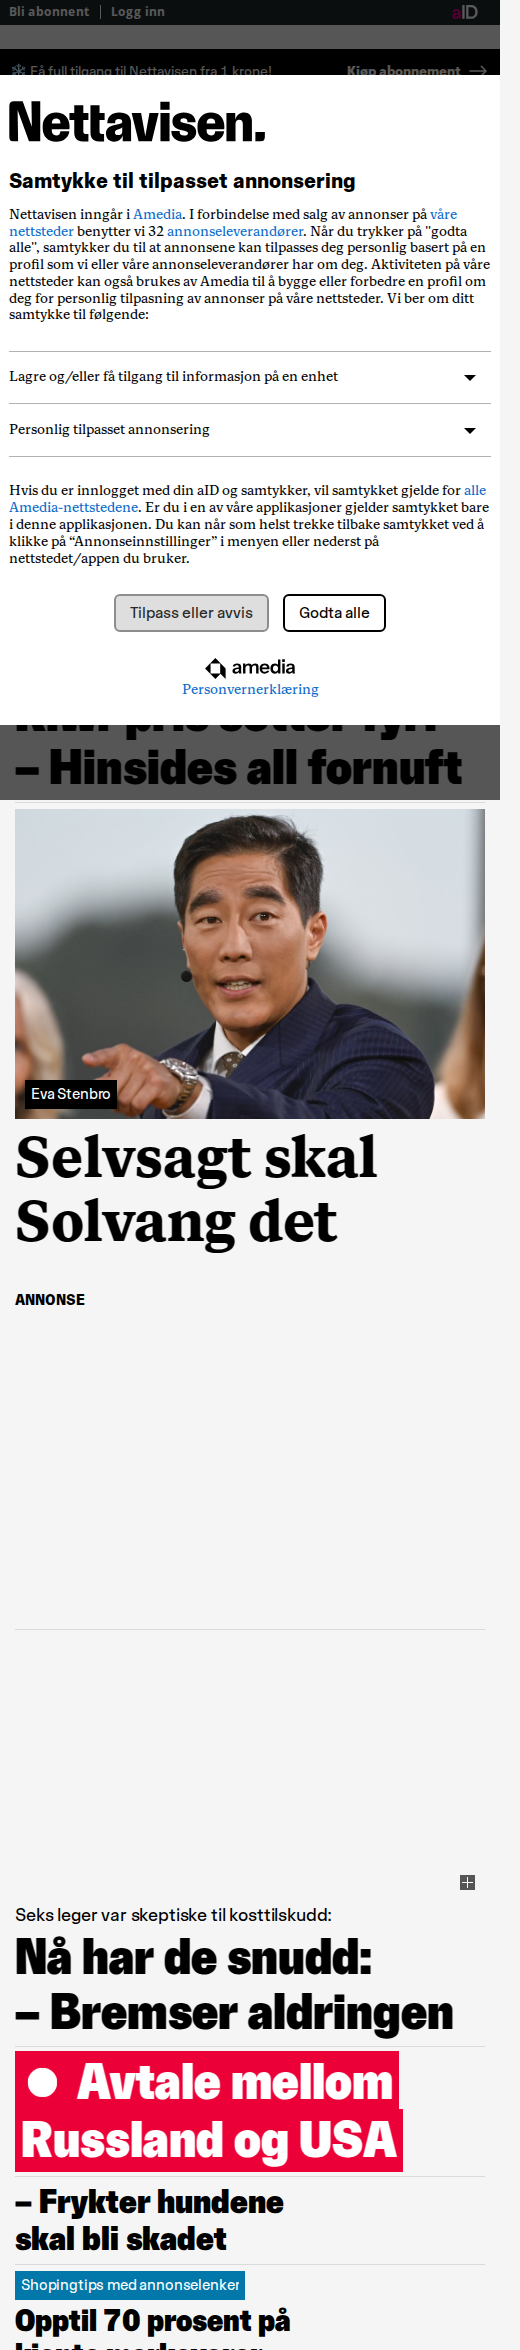 Bli abonnent | Logg inn aID
Få full tilgang til Nettavisen fra 1 krone! Kjøp abonnement
Nettavisen.
Samtykke til tilpasset annonsering
Nettavisen inngår i Amedia. I forbindelse med salg av annonser på våre
nettsteder benytter vi 32 annonseleverandører. Når du trykker på "godta
alle", samtykker du til at annonsene kan tilpasses deg personlig basert på en
profil som vi eller våre annonseleverandører har om deg. Aktiviteten på våre
nettsteder kan også brukes av Amedia til å bygge eller forbedre en profil om
deg for personlig tilpasning av annonser på våre nettsteder. Vi ber om ditt
samtykke til følgende:
Lagre og/eller få tilgang til informasjon på en enhet
Personlig tilpasset annonsering
Hvis du er innlogget med din aID og samtykker, vil samtykket gjelde for alle
Amedia-nettstedene. Er du i en av våre applikasjoner gjelder samtykket bare
i denne applikasjonen. Du kan når som helst trekke tilbake samtykket ved å
klikke på “Annonseinnstillinger” i menyen eller nederst på
nettstedet/appen du bruker.
Tilpass eller avvis Godta alle
amedia
Personvernerklæring
– Hinsides all fornuft
Eva Stenbro
Selvsagt skal
Solvang det
ANNONSE
Seks leger var skeptiske til kosttilskudd:
Nå har de snudd:
– Bremser aldringen
Avtale mellom
Russland og USA
– Frykter hundene
skal bli skadet
Shopingtips med annonselenker
Opptil 70 prosent på